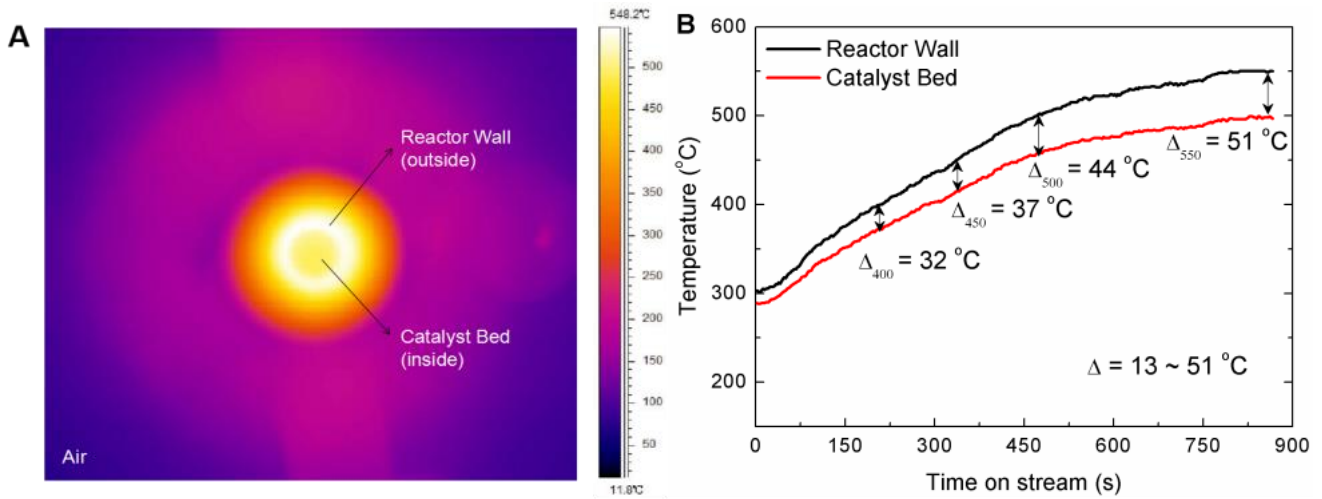 A
Reactor Wall
(outside)
Catalyst Bed
(inside)
Air
548.2°C
500
450
400
350
300
250
200
150
100
50
11.8°C
B
Reactor Wall
Catalyst Bed
Temperature (°C)
600
500
400
300
200
Δ550 = 51 °C
Δ500 = 44 °C
Δ450 = 37 °C
Δ400 = 32 °C
Δ = 13 ~ 51 °C
0 150 300 450 600 750 900
Time on stream (s)